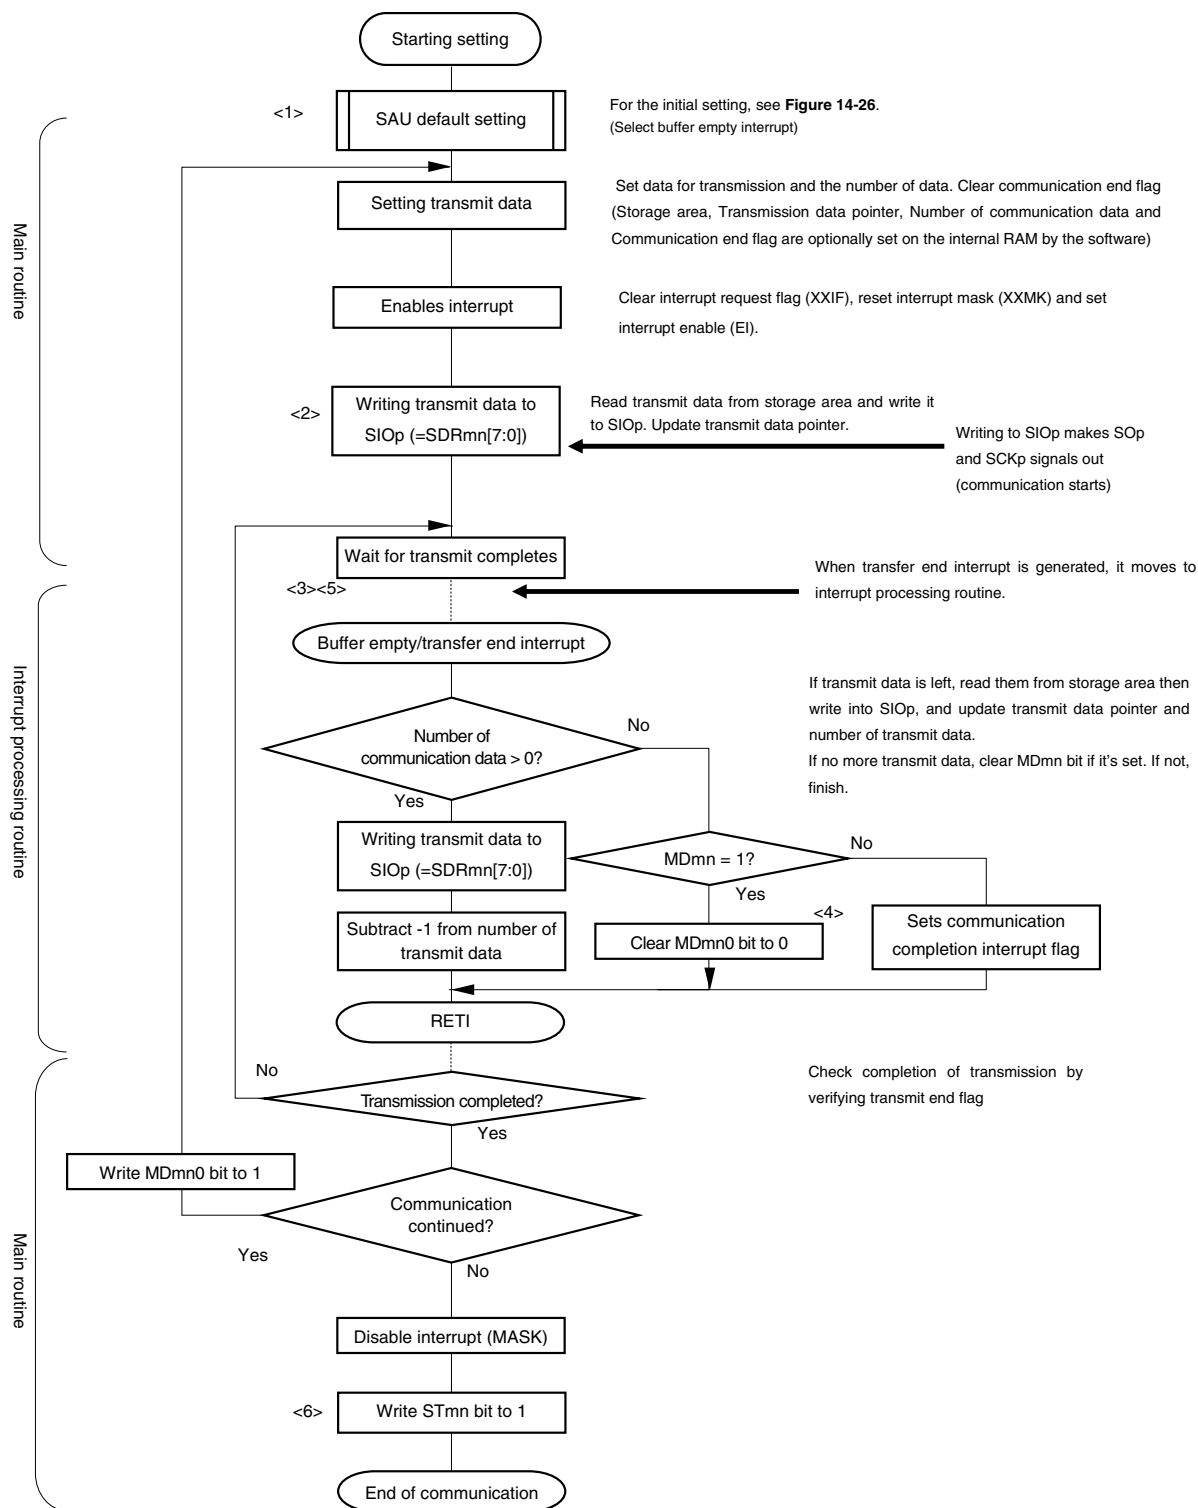 Starting setting
<1>
SAU default setting
For the initial setting, see Figure 14-26.
(Select buffer empty interrupt)
Main routine
Setting transmit data
Set data for transmission and the number of data. Clear communication end flag
(Storage area, Transmission data pointer, Number of communication data and
Communication end flag are optionally set on the internal RAM by the software)
Enables interrupt
Clear interrupt request flag (XXIF), reset interrupt mask (XXMK) and set
interrupt enable (EI).
<2>
Writing transmit data to
SIOp (=SDRmn[7:0])
Read transmit data from storage area and write it
to SIOp. Update transmit data pointer.
Writing to SIOp makes SOp
and SCKp signals out
(communication starts)
Wait for transmit completes
<3><5>
When transfer end interrupt is generated, it moves to
interrupt processing routine.
Buffer empty/transfer end interrupt
Interrupt processing routine
Number of
communication data > 0?
No
Yes
If transmit data is left, read them from storage area then
write into SIOp, and update transmit data pointer and
number of transmit data.
If no more transmit data, clear MDmn bit if it's set. If not,
finish.
Writing transmit data to
SIOp (=SDRmn[7:0])
MDmn = 1?
No
Yes
<4>
Subtract -1 from number of
transmit data
Clear MDmn0 bit to 0
Sets communication
completion interrupt flag
RETI
No
Transmission completed?
Yes
Check completion of transmission by
verifying transmit end flag
Write MDmn0 bit to 1
Communication
continued?
Yes
No
Main routine
Disable interrupt (MASK)
<6>
Write STmn bit to 1
End of communication